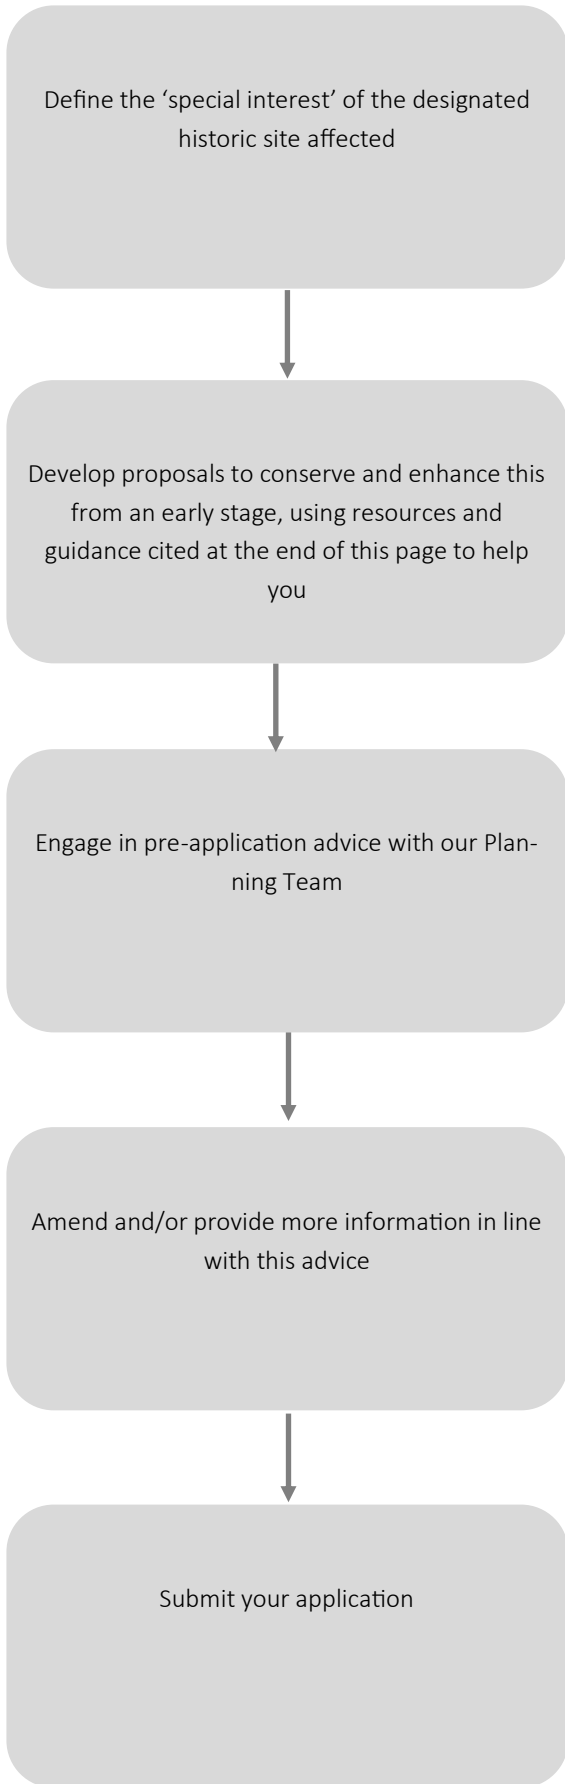 Define the ‘special interest’ of the designated
historic site affected
Develop proposals to conserve and enhance this
from an early stage, using resources and
guidance cited at the end of this page to help
you
Engage in pre-application advice with our Plan-
ning Team
Amend and/or provide more information in line
with this advice
Submit your application